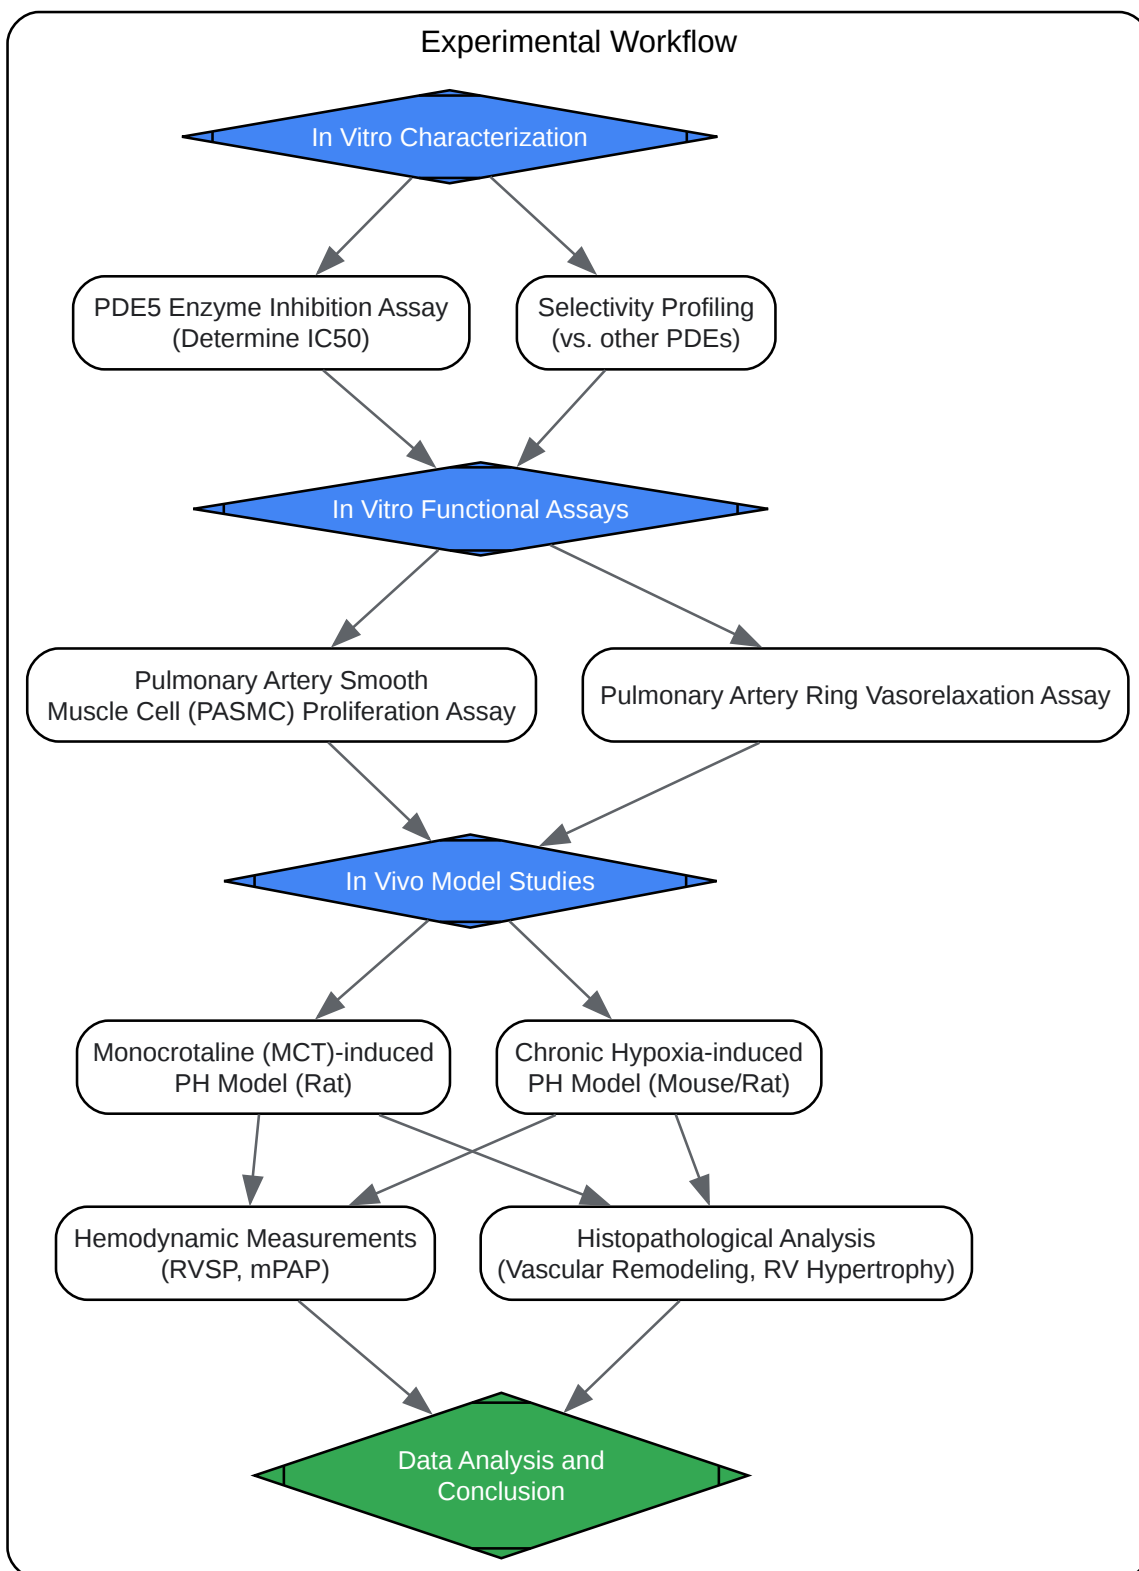 Experimental Workflow
In Vitro Characterization
PDE5 Enzyme Inhibition Assay
(Determine IC50)
Selectivity Profiling
(vs. other PDEs)
In Vitro Functional Assays
Pulmonary Artery Smooth
Muscle Cell (PASMC) Proliferation Assay
Pulmonary Artery Ring Vasorelaxation Assay
In Vivo Model Studies
Monocrotaline (MCT)-induced
PH Model (Rat)
Chronic Hypoxia-induced
PH Model (Mouse/Rat)
Hemodynamic Measurements
(RVSP, mPAP)
Histopathological Analysis
(Vascular Remodeling, RV Hypertrophy)
Data Analysis and
Conclusion